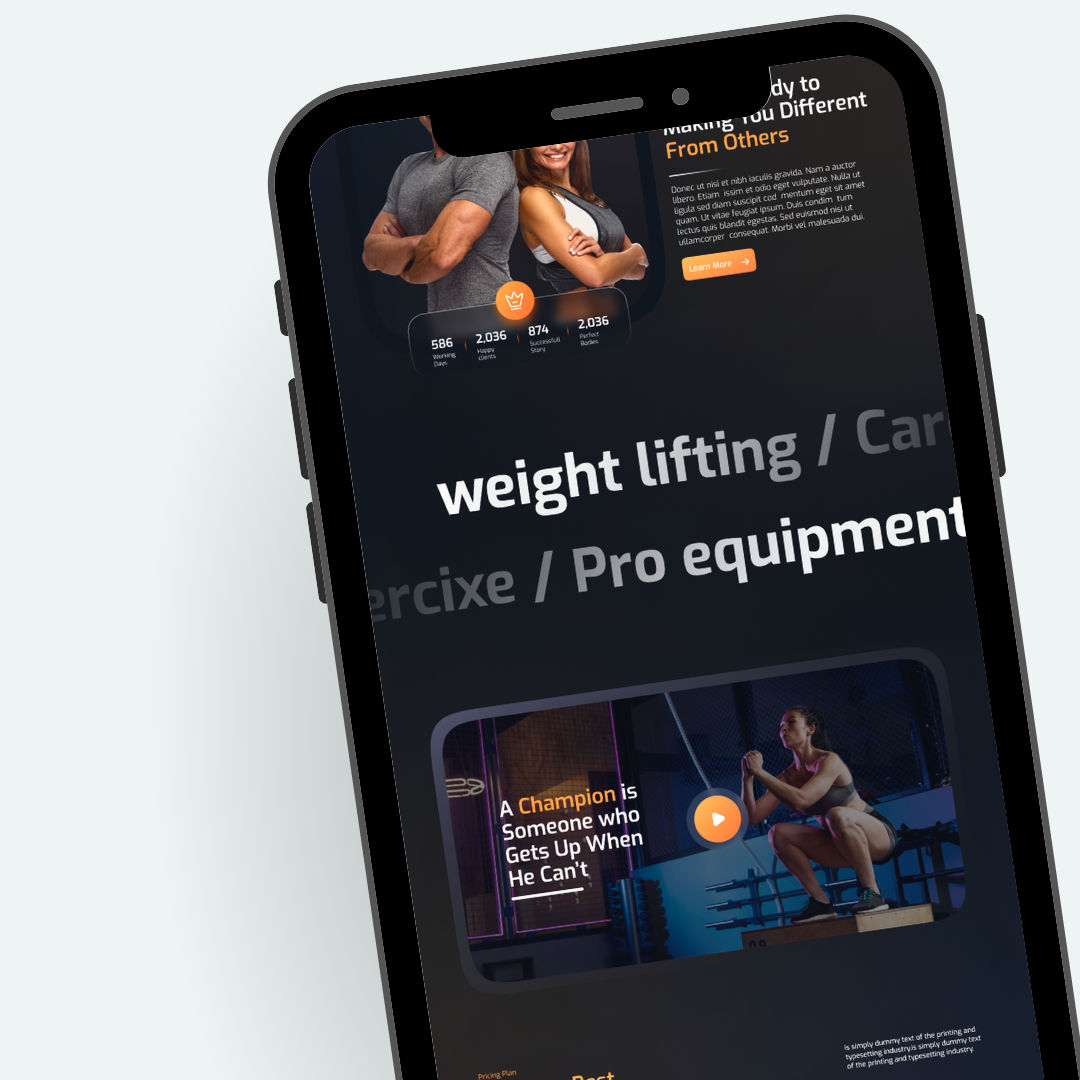 dy to
Making You Different
From Others
Donec ut nisi et nibh iaculis gravida. Nam a auctor
libero. Etiam issim et odio eget vulputate. Nulla ut
ligula sed diam suscipit cod mentum eget sit amet
quam. Ut vitae feugiat ipsum. Duis condim tum
lectus quis blandit egestas. Sed euismod nisi ut
ullamcorper consequat. Morbi vel malesuada dui.
Learn More
586
Working
Days
2,036
Happy
clients
874
Successfull
Story
2,036
Perfect
Bodies
weight lifting / Car
ercixe / Pro equipment
A Champion is
Someone who
Gets Up When
He Can't
09
is simply dummy text of the printing and
typesetting industry.is simply dummy text
of the printing and typesetting industry.
Pricing Plan
Best